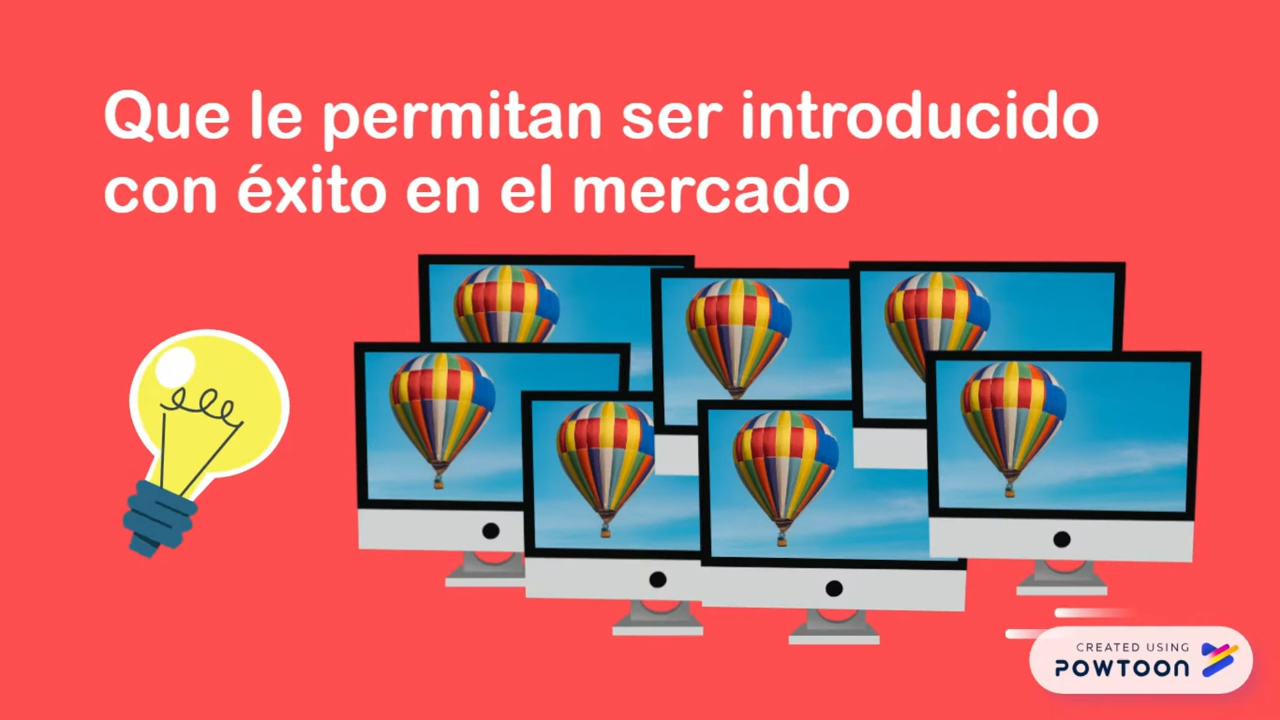 Que le permitan ser introducido
con éxito en el mercado
CREATED USING
POWTOON